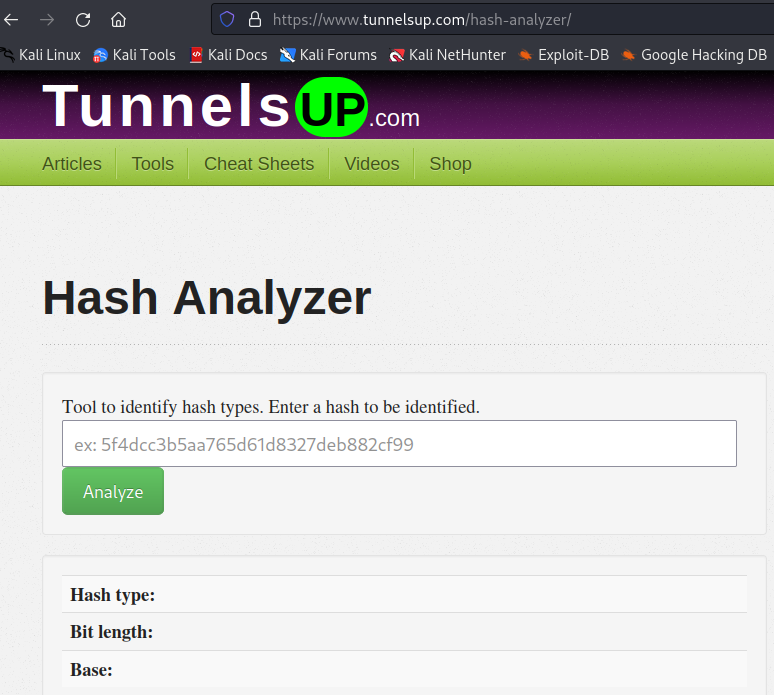 https://www.tunnelsup.com/hash-analyzer/
Kali Linux Kali Tools Kali Docs Kali Forums Kali NetHunter Exploit-DB Google Hacking DB
TunnelsUP.com
Articles Tools Cheat Sheets Videos Shop
Hash Analyzer
Tool to identify hash types. Enter a hash to be identified.
ex: 5f4dcc3b5aa765d61d8327deb882cf99
Analyze
Hash type:
Bit length:
Base: